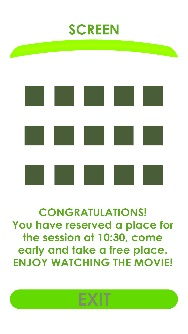 SCREEN
CONGRATULATIONS!
You have reserved a place for
the session at 10:30, come
early and take a free place.
ENJOY WATCHING THE MOVIE!
EXIT